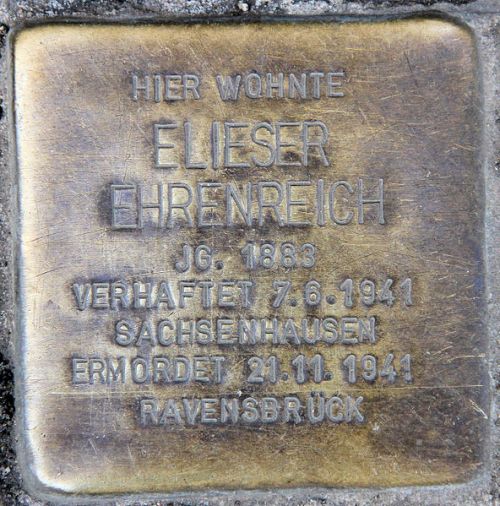 HIER WOHNTE
ELIESER
EHRENREICH
JG. 1883
VERHAFTET 7.6.1941
SACHSENHAUSEN
ERMORDET 21.11.1941
RAVENSBRÜCK